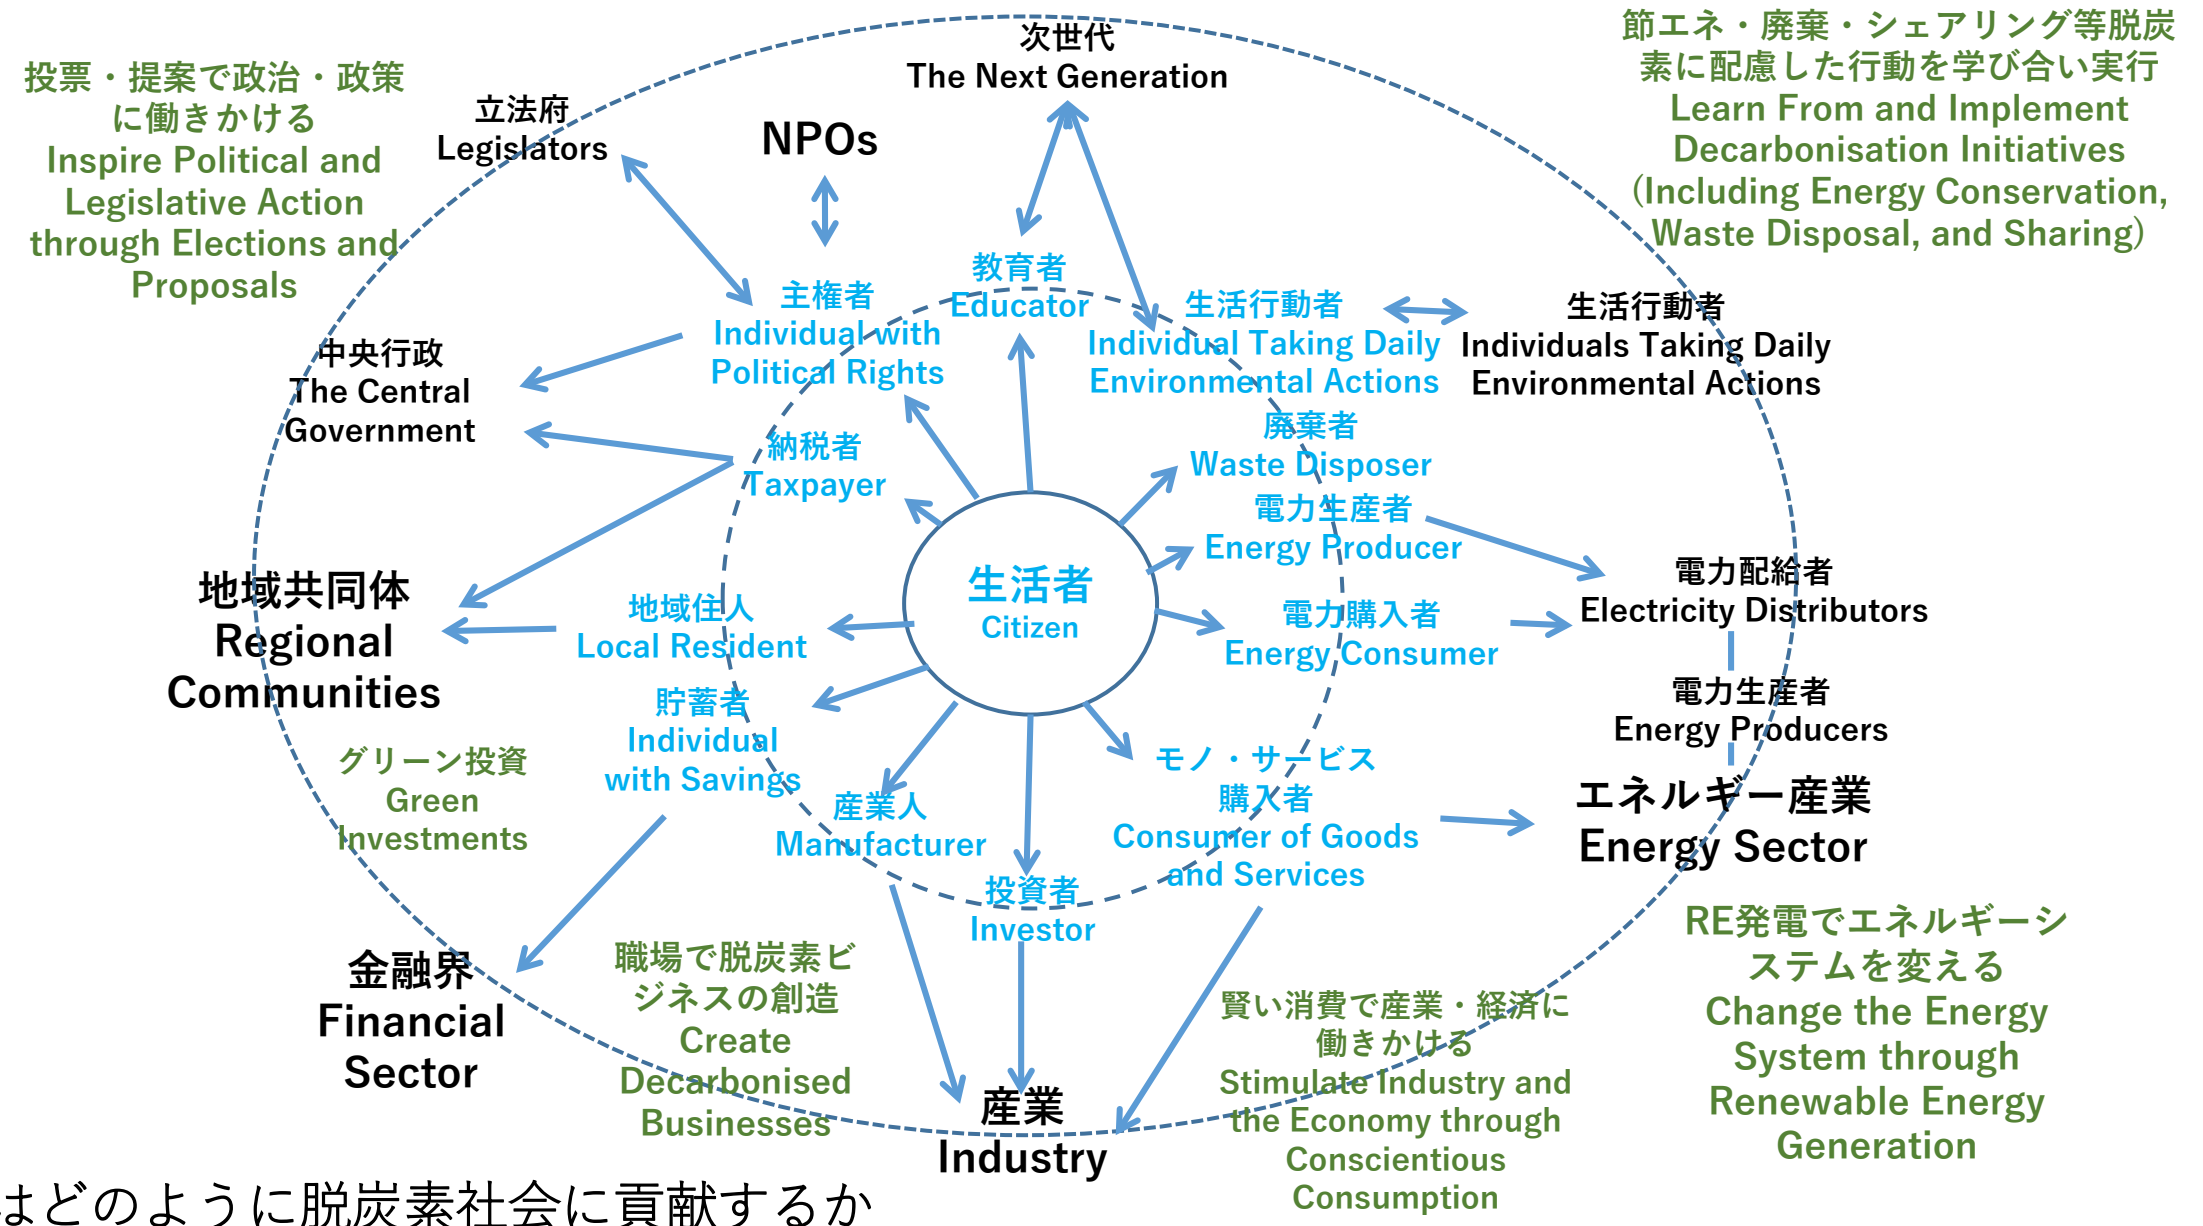 次世代
The Next Generation
節エネ・廃棄・シェアリング等脱炭
素に配慮した行動を学び合い実行
Learn From and Implement
Decarbonisation Initiatives
(Including Energy Conservation,
Waste Disposal, and Sharing)
投票・提案で政治・政策
に働きかける
Inspire Political and
Legislative Action
through Elections and
Proposals
立法府
Legislators
NPOs
教育者
Educator
主権者
Individual with
Political Rights
生活行動者
Individual Taking Daily
Environmental Actions
生活行動者
Individuals Taking Daily
Environmental Actions
中央行政
The Central
Government
納税者
Taxpayer
廃棄者
Waste Disposer
電力生産者
Energy Producer
生活者
Citizen
地域共同体
Regional
Communities
地域住人
Local Resident
電力購入者
Energy Consumer
電力配給者
Electricity Distributors
電力生産者
Energy Producers
貯蓄者
Individual
with Savings
グリーン投資
Green
Investments
産業人
Manufacturer
モノ・サービス
購入者
Consumer of Goods
and Services
エネルギー産業
Energy Sector
投資者
Investor
金融界
Financial
Sector
職場で脱炭素ビ
ジネスの創造
Create
Decarbonised
Businesses
産業
Industry
賢い消費で産業・経済に
働きかける
Stimulate Industry and
the Economy through
Conscientious
Consumption
RE発電でエネルギーシ
ステムを変える
Change the Energy
System through
Renewable Energy
Generation
はどのように脱炭素社会に貢献するか